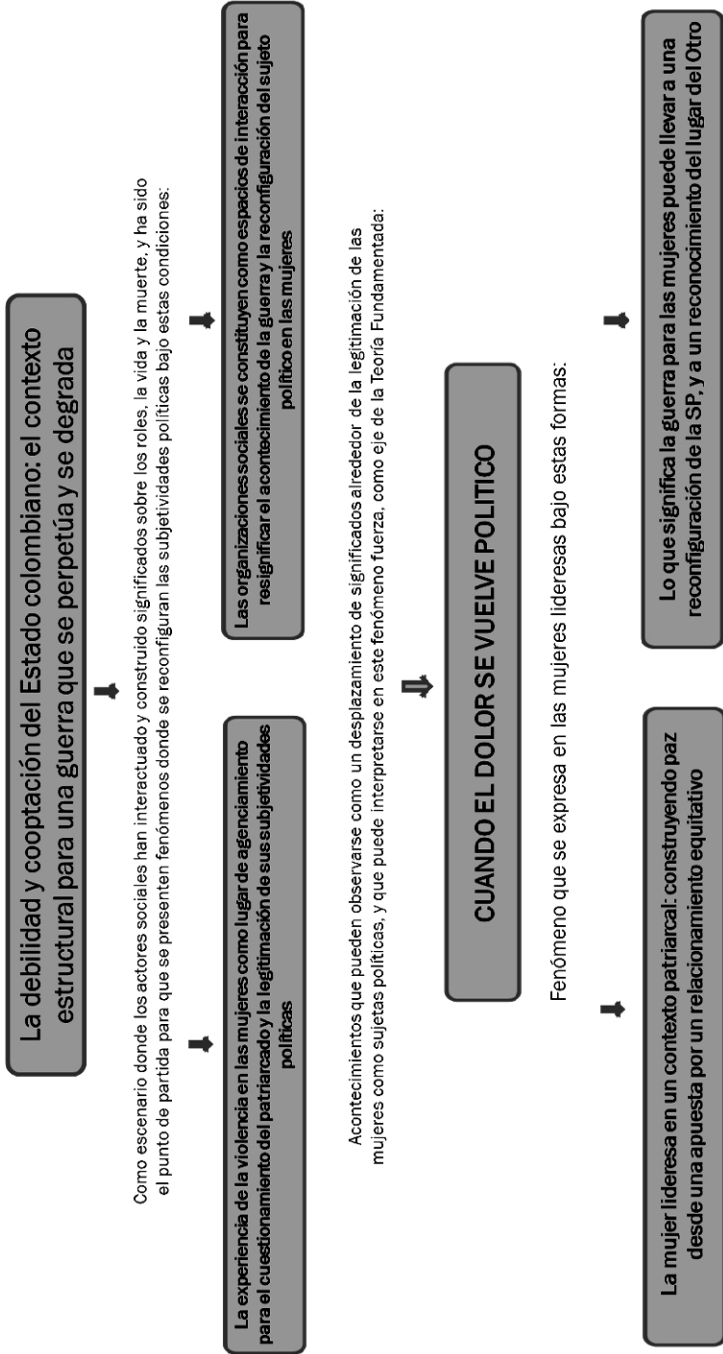 La debilidad y cooptación del Estado colombiano: el contexto
estructural para una guerra que se perpetúa y se degrada
Como escenario donde los actores sociales han interactuado y construido significados sobre los roles, la vida y la muerte, y ha sido
el punto de partida para que se presenten fenómenos donde se reconfiguran las subjetividades políticas bajo estas condiciones:
La experiencia de la violencia en las mujeres como lugar de agenciamiento
para el cuestionamiento del patriarcado y la legitimación de sus subjetividades
políticas
Las organizaciones sociales se constituyen como espacios de interacción para
resignificar el acontecimiento de la guerra y la reconfiguración del sujeto
político en las mujeres
Acontecimientos que pueden observarse como un desplazamiento de significados alrededor de la legitimación de las
mujeres como sujetas políticas, y que puede interpretarse en este fenómeno fuerza, como eje de la Teoría Fundamentada:
CUANDO EL DOLOR SE VUELVE POLITICO
Fenómeno que se expresa en las mujeres lideresas bajo estas formas:
La mujer lideresa en un contexto patriarcal: construyendo paz
desde una apuesta por un relacionamiento equitativo
Lo que significa la guerra para las mujeres puede llevar a una
reconfiguración de la SP, y a un reconocimiento del lugar del Otro